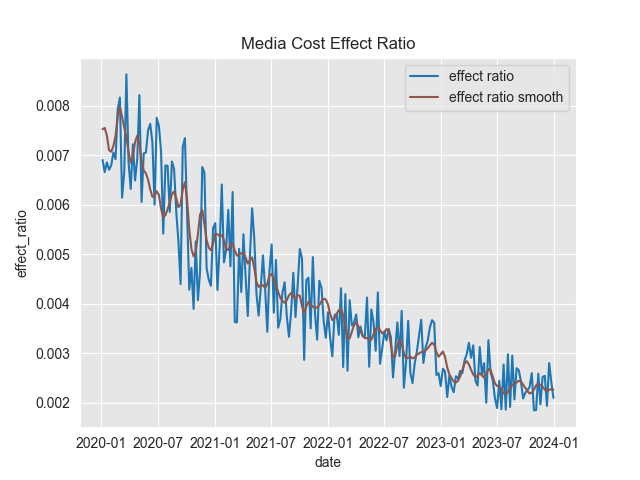 Media Cost Effect Ratio
effect ratio
effect ratio smooth
effect_ratio
0.008
0.007
0.006
0.005
0.004
0.003
0.002
2020-01 2020-07 2021-01 2021-07 2022-01 2022-07 2023-01 2023-07 2024-01
date